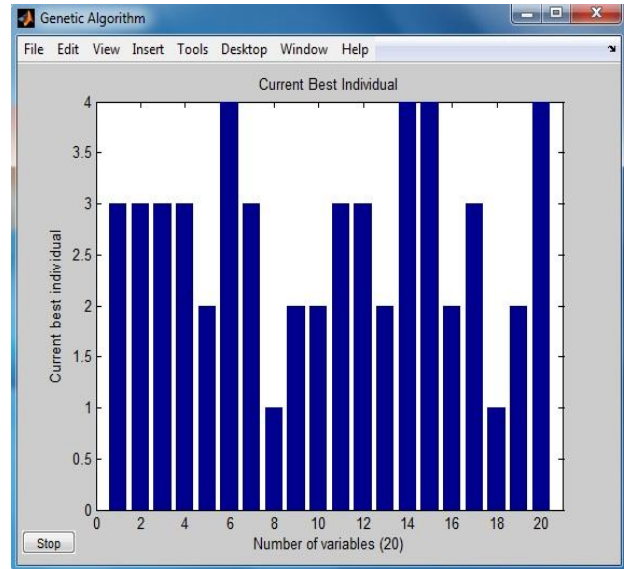 Genetic Algorithm
File Edit View Insert Tools Desktop Window Help
Current Best Individual
4
3.5
3
2.5
2
1.5
1
0.5
0
Current best individual
0 2 4 6 8 10 12 14 16 18 20
Number of variables (20)
Stop